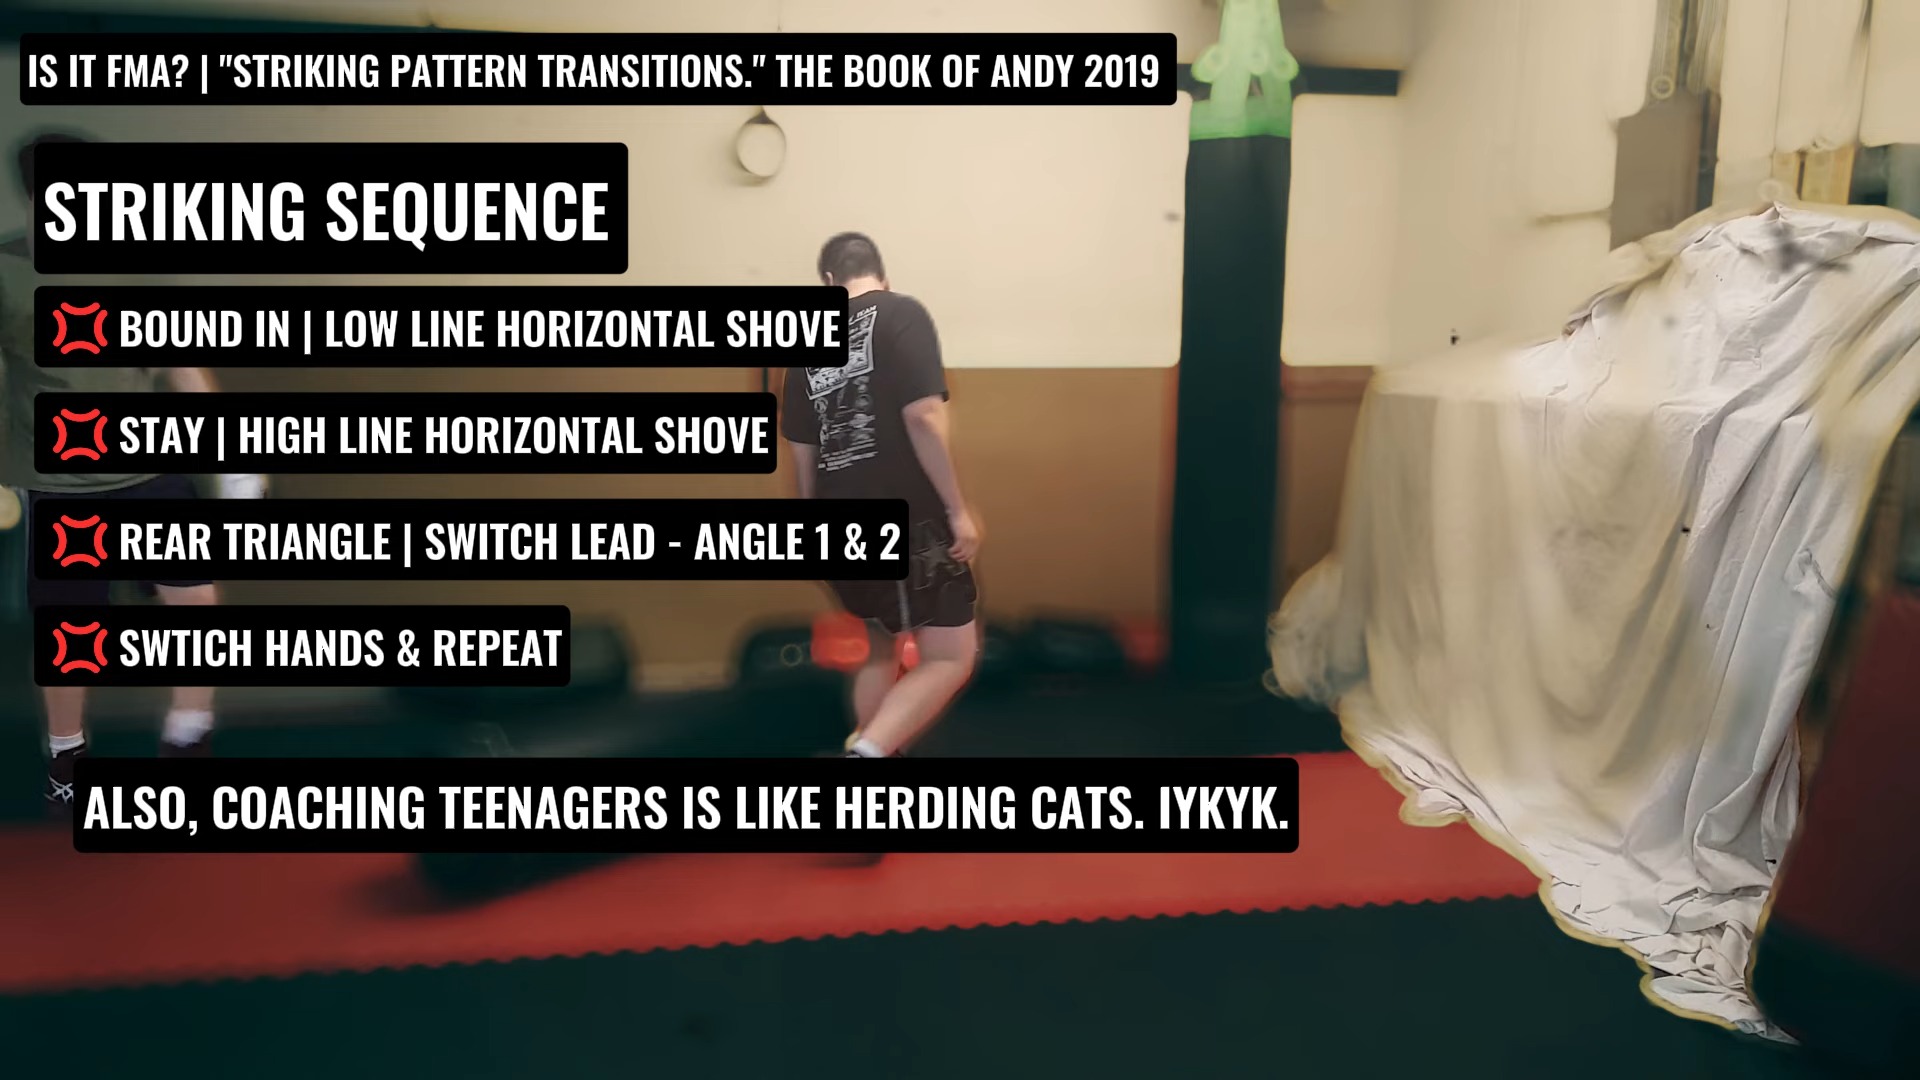 IS IT FMA? | "STRIKING PATTERN TRANSITIONS." THE BOOK OF ANDY 2019
STRIKING SEQUENCE
💢 BOUND IN | LOW LINE HORIZONTAL SHOVE
💢 STAY | HIGH LINE HORIZONTAL SHOVE
💢 REAR TRIANGLE | SWITCH LEAD - ANGLE 1 & 2
💢 SWTICH HANDS & REPEAT
ALSO, COACHING TEENAGERS IS LIKE HERDING CATS. IYKYK.